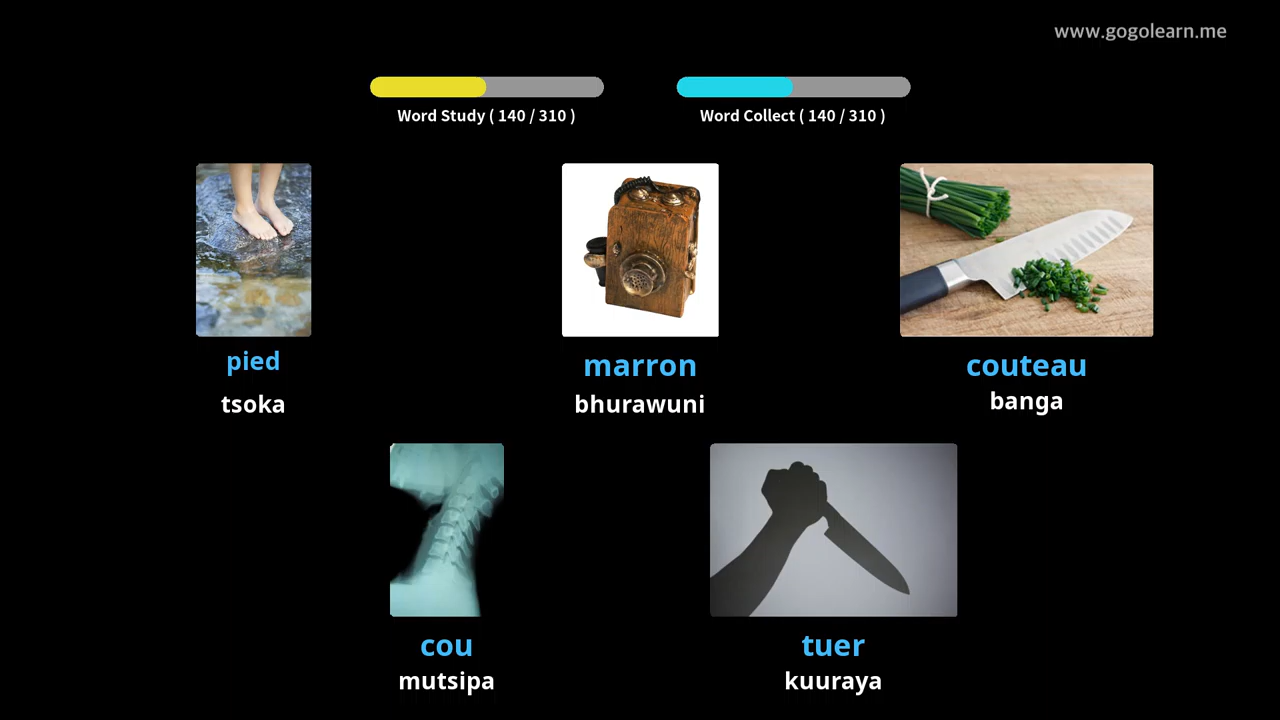 www.gogolearn.me
Word Study ( 140 / 310 )
Word Collect ( 140 / 310 )
pied
tsoka
marron
bhurawuni
couteau
banga
cou
mutsipa
tuer
kuuraya